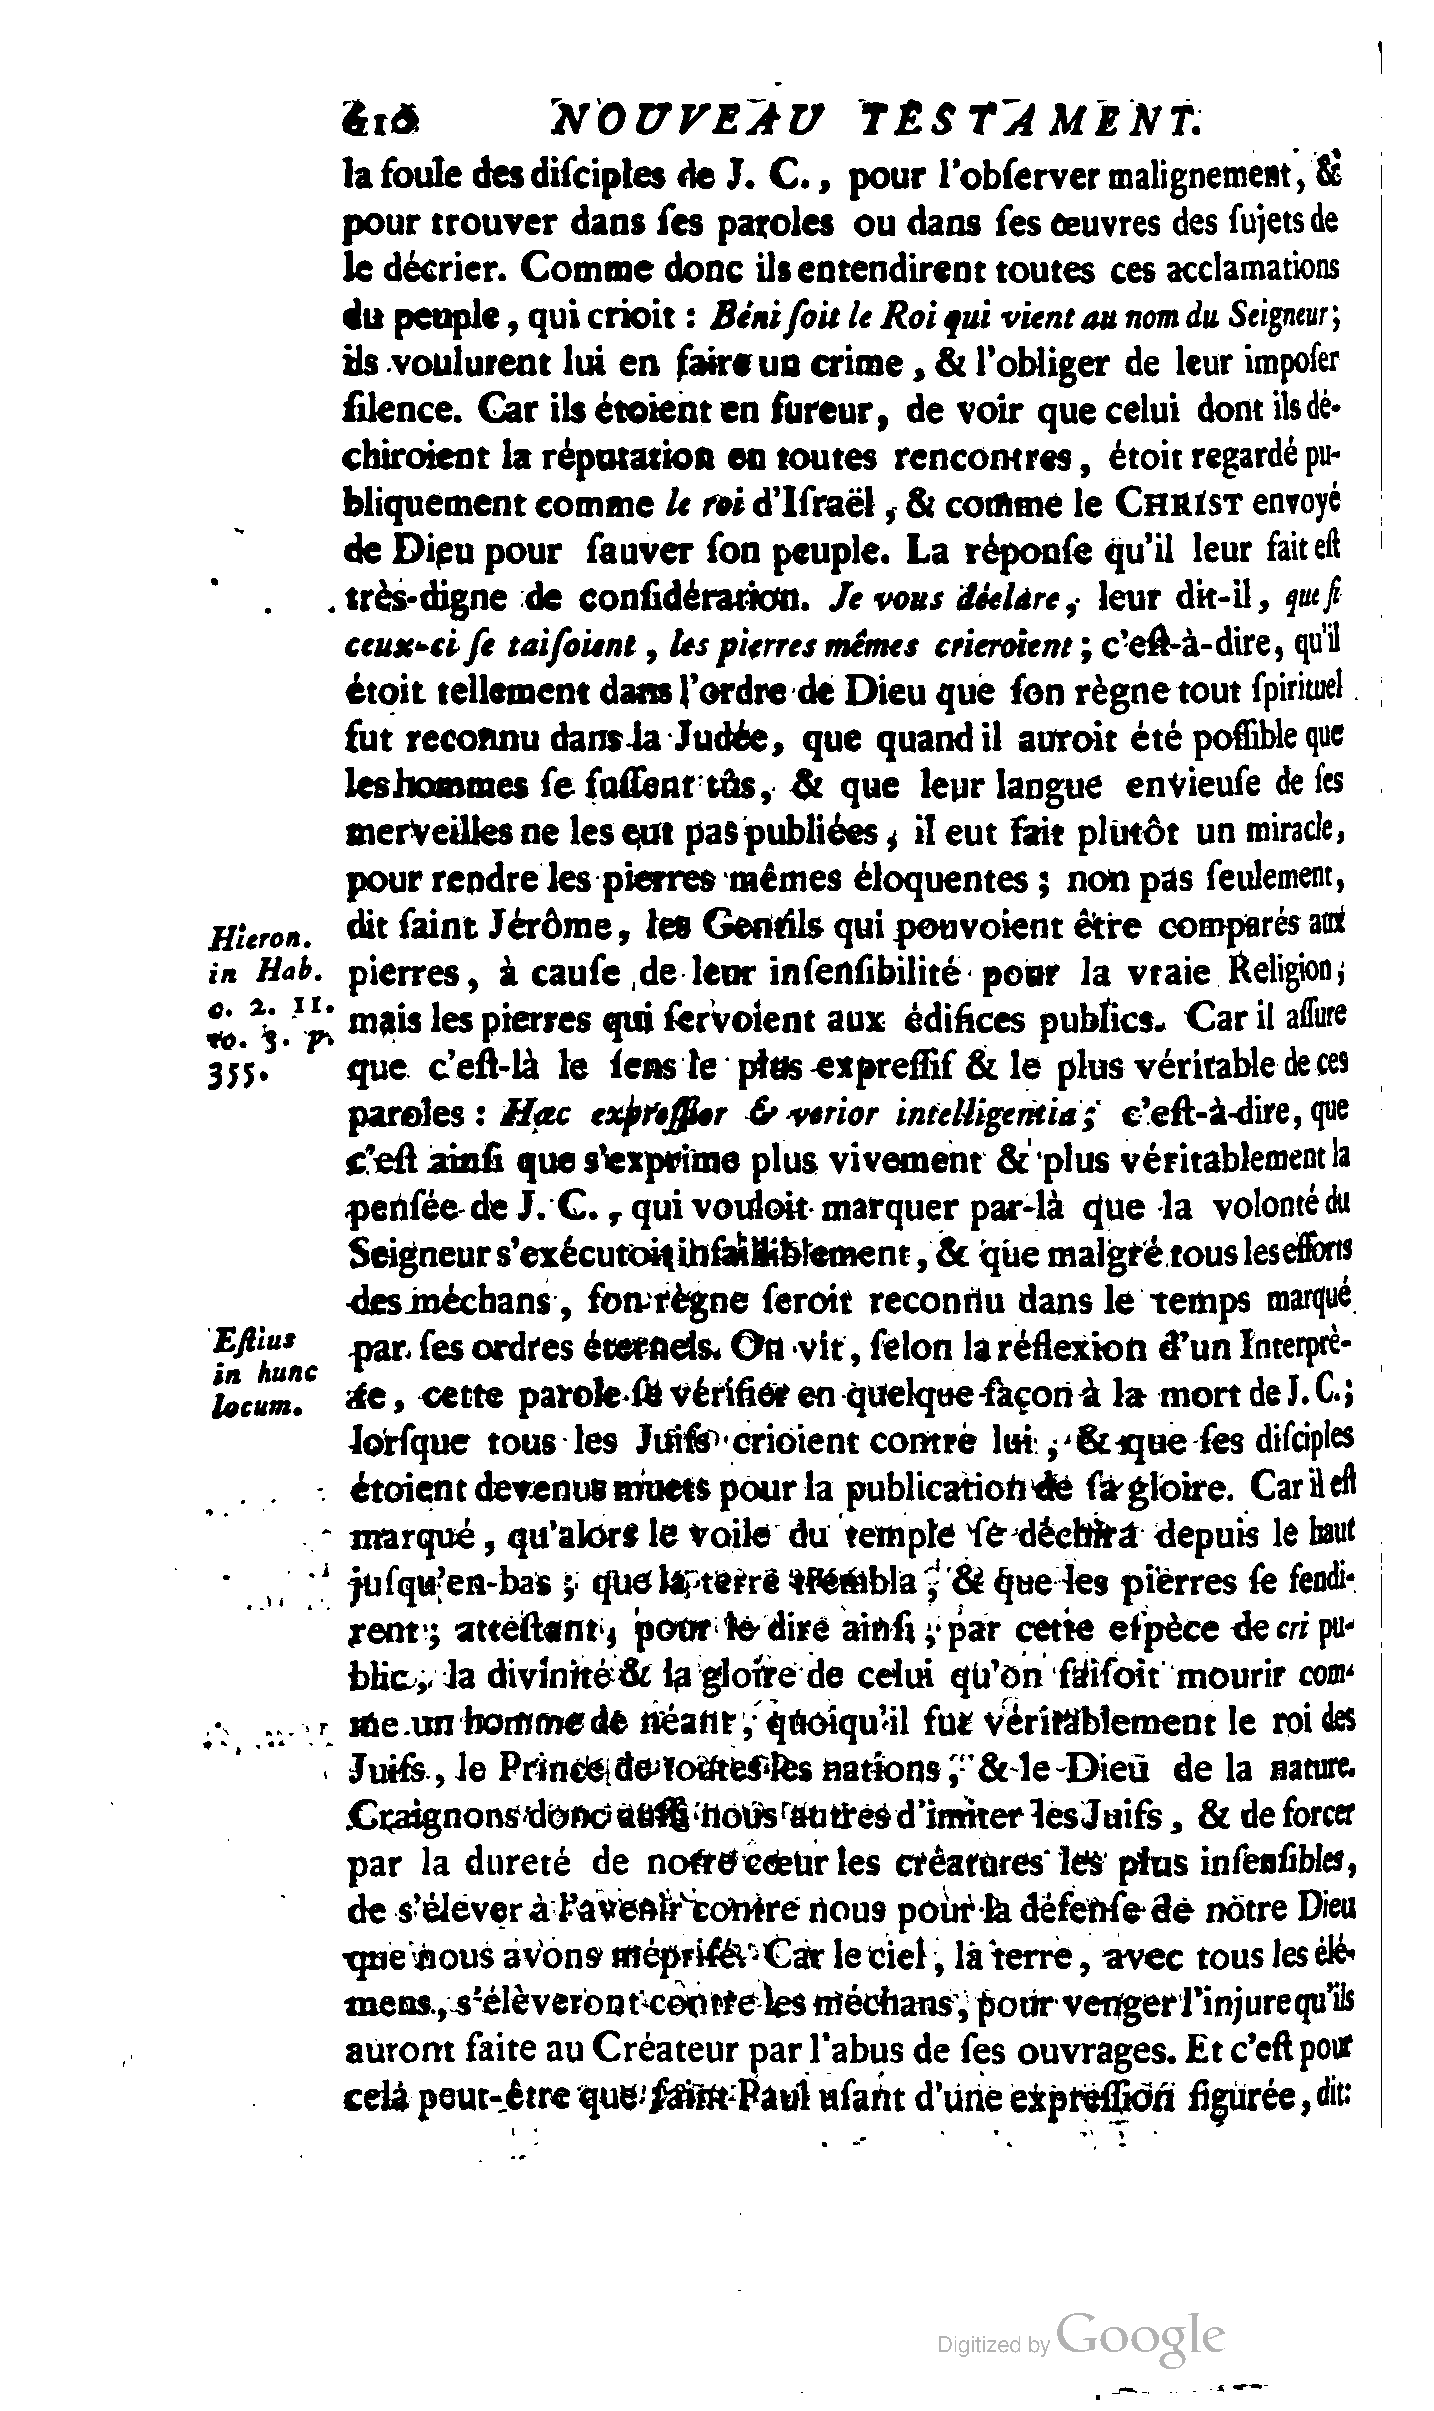 610 NOUVEAU TESTAMENT.
la foule des diſciples de J. C., pour l'obſerver malignement, &
pour trouver dans ſes paroles ou dans ſes œuvres des ſujets de
le décrier. Comme donc ils entendirent toutes ces acclamations
du peuple, qui crioit : Béni ſoit le Roi qui vient au nom du Seigneur;
ils voulurent lui en faire un crime, & l'obliger de leur impoſer
ſilence. Car ils étoient en fureur, de voir que celui dont ils dé-
chiroient la réputation en toutes rencontres, étoit regardé pu-
bliquement comme le roi d'Iſraël, & comme le CHRIST envoyé
de Dieu pour ſauver ſon peuple. La réponſe qu'il leur fait eſt
très-digne de conſidération. Je vous déclare, leur dit-il, que ſi
ceux-ci ſe taiſoient, les pierres mêmes crieroient ; c'eſt-à-dire, qu'il
étoit tellement dans l'ordre de Dieu que ſon règne tout ſpirituel
fut reconnu dans la Judée, que quand il auroit été poſſible que
les hommes ſe fuſſent tûs, & que leur langue envieuſe de ſes
merveilles ne les eut pas publiées, il eut fait plutôt un miracle,
pour rendre les pierres mêmes éloquentes ; non pas ſeulement,
dit ſaint Jérôme, les Gentils qui pouvoient être comparés aux
pierres, à cauſe de leur inſenſibilité pour la vraie Religion;
mais les pierres qui ſervoient aux édifices publics. Car il aſſure
que c'eſt-là le ſens le plus expreſſif & le plus véritable de ces
paroles : Hæc expreſſior & verior intelligentia; c'eſt-à-dire, que
c'eſt ainſi que s'exprime plus vivement & plus véritablement la
penſée de J. C., qui vouloit marquer par-là que la volonté du
Seigneur s'exécutoit infailliblement, & que malgré tous les efforts
des méchans, ſon règne ſeroit reconnu dans le temps marqué
par ſes ordres éternels. On vit, ſelon la réflexion d'un Interprè-
te, cette parole ſe vérifier en quelque façon à la mort de J. C.;
lorſque tous les Juifs crioient contre lui, & que ſes diſciples
étoient devenus muets pour la publication de ſa gloire. Car il eſt
marqué, qu'alors le voile du temple ſe déchira depuis le haut
juſqu'en-bas ; que la terre trembla, & que les pierres ſe fendi-
rent ; atteſtant, pour le dire ainſi, par cette eſpèce de cri pu-
blic, la divinité & la gloire de celui qu'on faiſoit mourir com-
me un homme de néant, quoiqu'il fut véritablement le roi des
Juifs, le Prince de toutes les nations, & le Dieu de la nature.
Craignons donc auſſi nous autres d'imiter les Juifs, & de forcer
par la dureté de notre cœur les créatures les plus inſenſibles,
de s'élever à l'avenir contre nous pour la défenſe de notre Dieu
que nous avons mépriſé. Car le ciel, la terre, avec tous les élé-
mens, s'élèveront contre les méchans, pour venger l'injure qu'ils
auront faite au Créateur par l'abus de ſes ouvrages. Et c'eſt pour
cela peut-être que ſaint Paul uſant d'une expreſſion figurée, dit:
Hieron.
in Hab.
c. 2. 11.
to. 3. p.
355.
Eſtius
in hunc
locum.
Digitized by Google